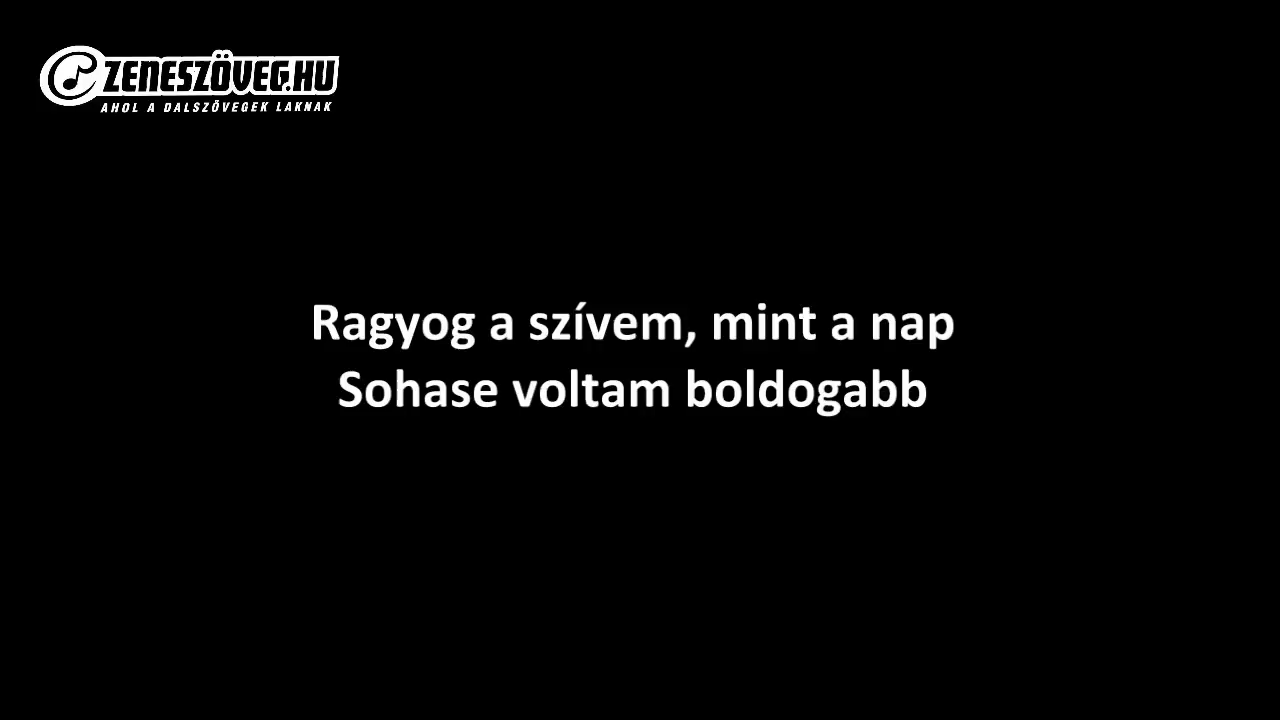 ZENESZÖVEG.HU
AHOL A DALSZÖVEGEK LAKNAK
Ragyog a szívem, mint a nap
Sohase voltam boldogabb